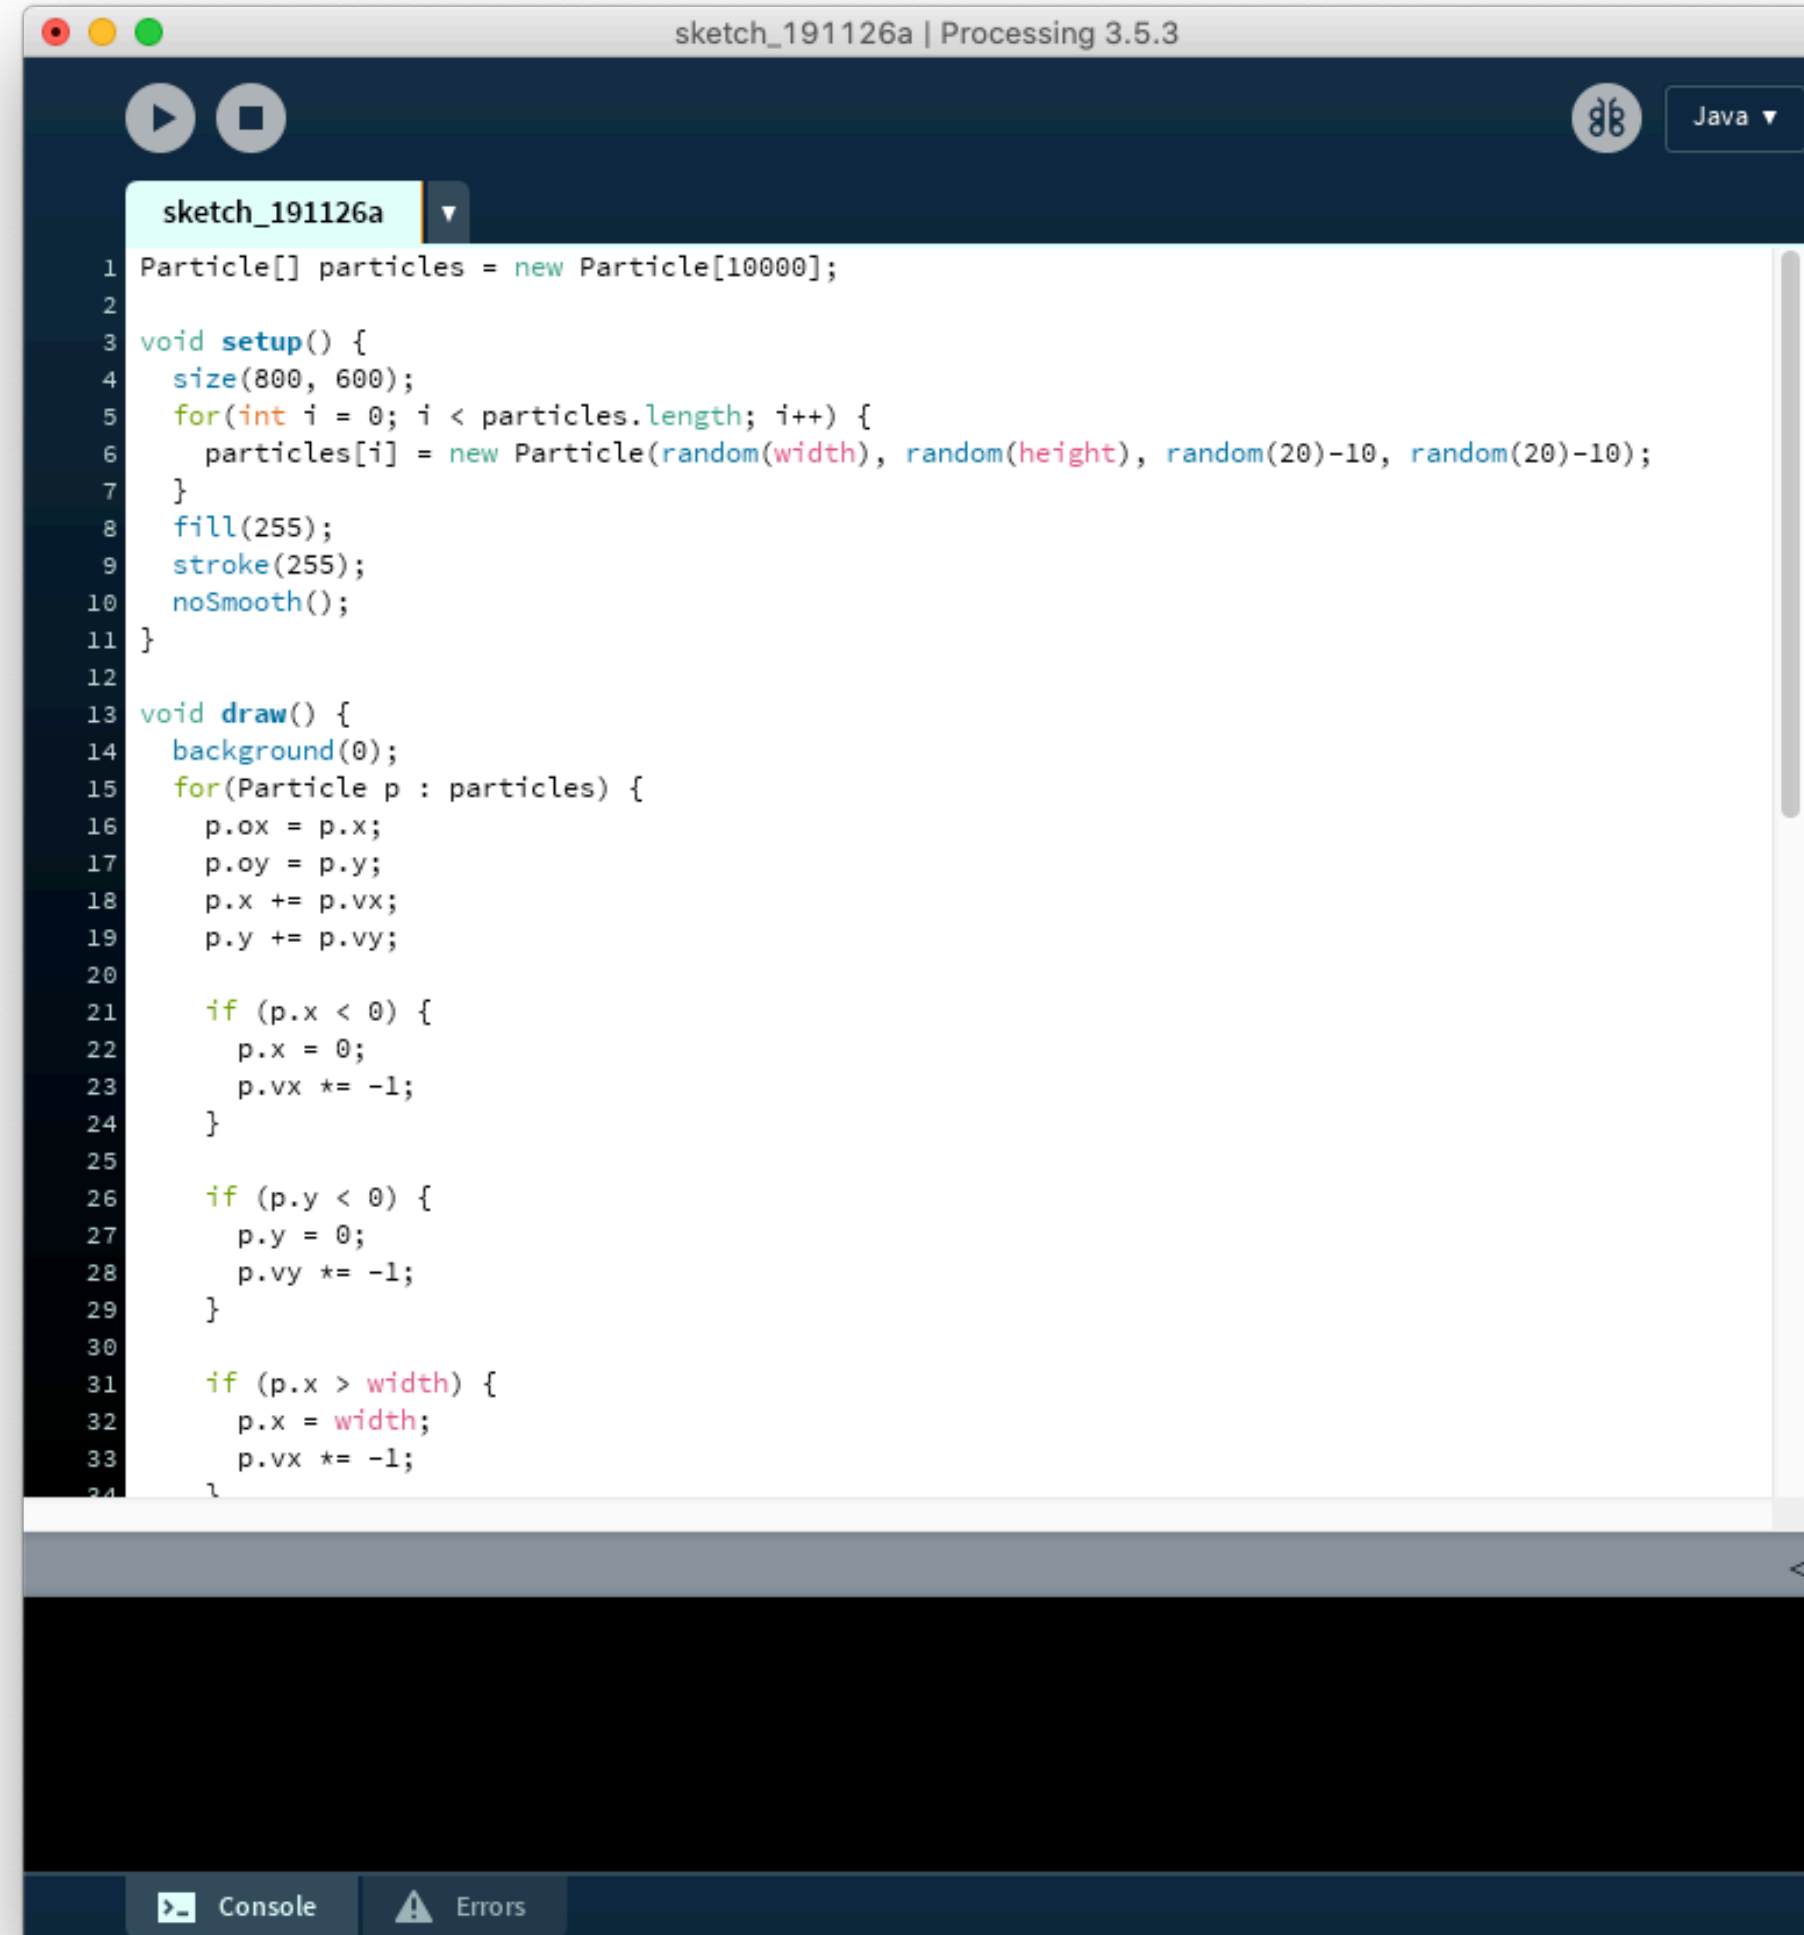 sketch_191126a | Processing 3.5.3
Java ▼
sketch_191126a ▼
1 Particle[] particles = new Particle[10000];
2
3 void setup() {
4   size(800, 600);
5   for(int i = 0; i < particles.length; i++) {
6     particles[i] = new Particle(random(width), random(height), random(20)-10, random(20)-10);
7   }
8   fill(255);
9   stroke(255);
10   noSmooth();
11 }
12
13 void draw() {
14   background(0);
15   for(Particle p : particles) {
16     p.ox = p.x;
17     p.oy = p.y;
18     p.x += p.vx;
19     p.y += p.vy;
20
21     if (p.x < 0) {
22       p.x = 0;
23       p.vx *= -1;
24     }
25
26     if (p.y < 0) {
27       p.y = 0;
28       p.vy *= -1;
29     }
30
31     if (p.x > width) {
32       p.x = width;
33       p.vx *= -1;
34     }
Console
Errors